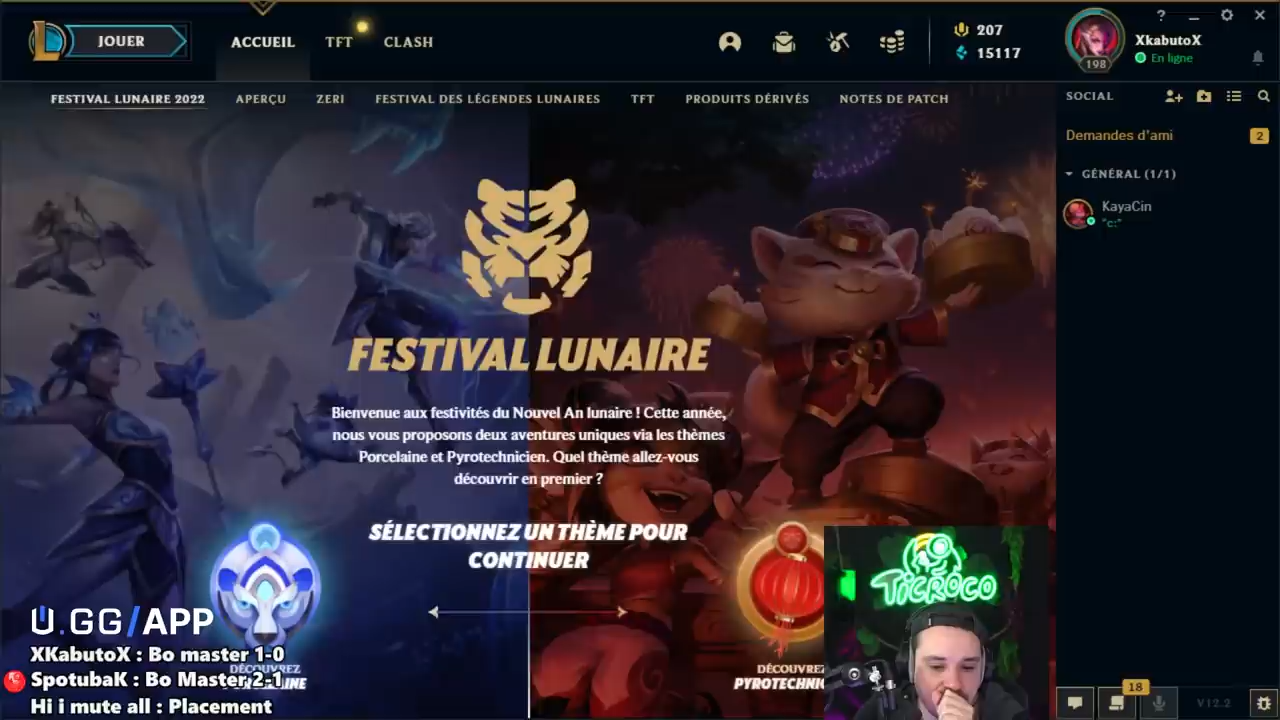 JOUER
ACCUEIL
TFT
CLASH
207
15117
198
?
XkabutoX
En ligne
FESTIVAL LUNAIRE 2022
APERÇU
ZERI
FESTIVAL DES LÉGENDES LUNAIRES
TFT
PRODUITS DÉRIVÉS
NOTES DE PATCH
SOCIAL
Demandes d'ami
2
GÉNÉRAL (1/1)
KayaCin
"c:"
FESTIVAL LUNAIRE
Bienvenue aux festivités du Nouvel An lunaire ! Cette année,
nous vous proposons deux aventures uniques via les thèmes
Porcelaine et Pyrotechnicien. Quel thème allez-vous
découvrir en premier ?
SÉLECTIONNEZ UN THÈME POUR
CONTINUER
TICROCO
U.GG/APP
XKabutoX : Bo master 1-0
SpotubaK : Bo Master 2-1
Hi i mute all : Placement
DÉCOUVREZ
18
V12.2